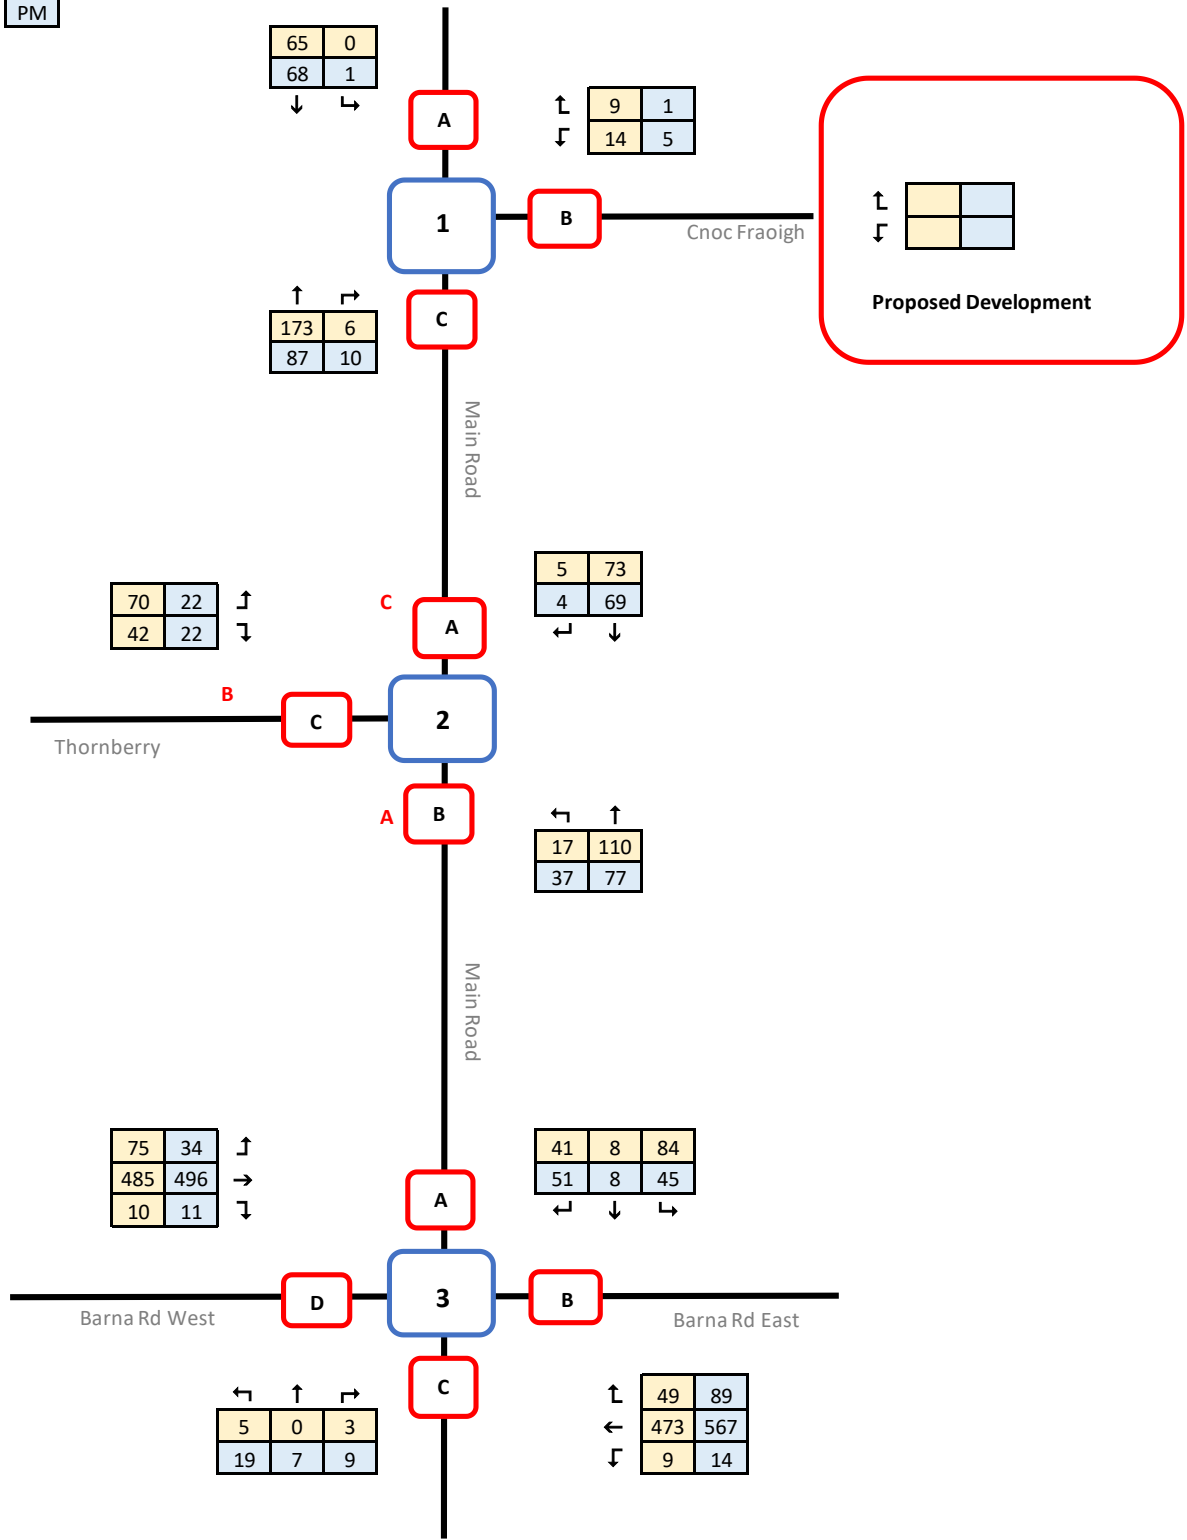 PM
65 0
68 1
↓ ↳
A
↰ 9 1
↱ 14 5
1
B
Cnoc Fraoigh
Proposed Development
↑ ↱
173 6
87 10
C
Main Road
5 73
4 69
↵ ↓
70 22
42 22
C
A
B
C
2
Thornberry
A
B
↰ ↑
17 110
37 77
Main Road
75 34
485 496 →
10 11
41 8 84
51 8 45
↵ ↓ ↳
A
D
3
B
Barna Rd West
Barna Rd East
C
↰ ↑ ↱
5 0 3
19 7 9
49 89
← 473 567
9 14